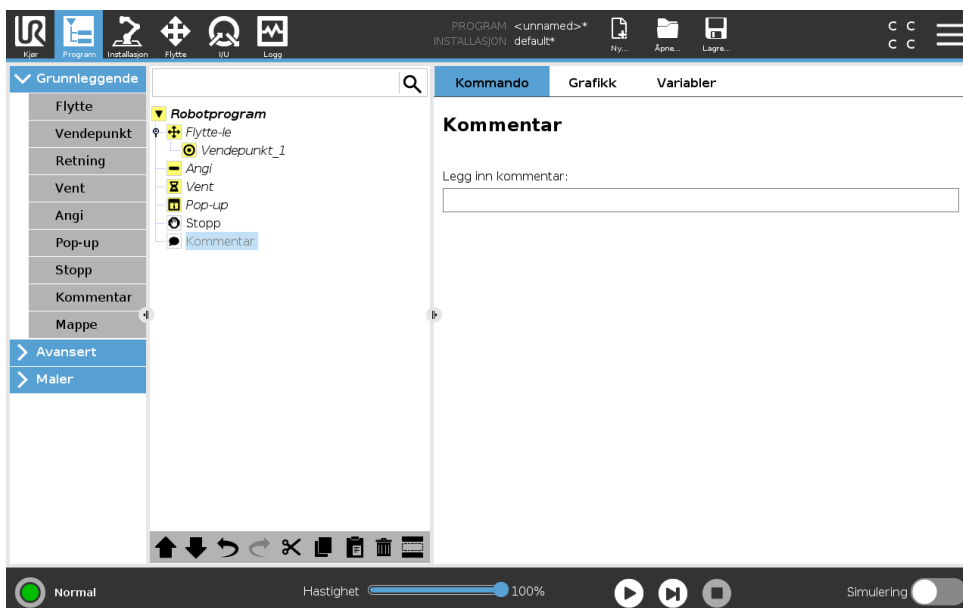 UR
PROGRAM <unnamed>*
INSTALLASJON default*
C C
C C
Kjør
Program
Installasjon
Flytte
I/U
Logg
Ny...
Åpne...
Lagre...
Grunnleggende
Flytte
Vendepunkt
Retning
Vent
Angi
Pop-up
Stopp
Kommentar
Mappe
Avansert
Maler
Robotprogram
Flytte-le
Vendepunkt_1
Angi
Vent
Pop-up
Stopp
Kommentar
Kommando
Grafikk
Variabler
Kommentar
Legg inn kommentar:
Normal
Hastighet
100%
Simulering